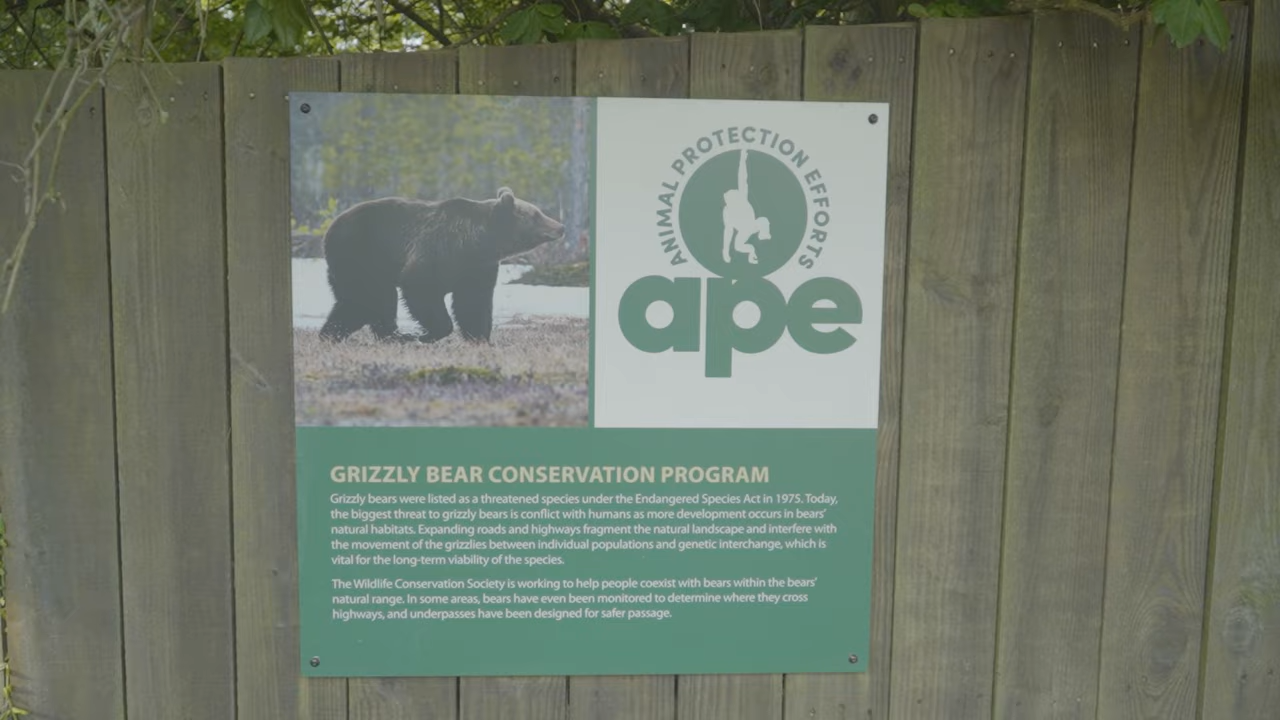 ANIMAL PROTECTION EFFORTS
ape
GRIZZLY BEAR CONSERVATION PROGRAM
Grizzly bears were listed as a threatened species under the Endangered Species Act in 1975. Today,
the biggest threat to grizzly bears is conflict with humans as more development occurs in bears'
natural habitats. Expanding roads and highways fragment the natural landscape and interfere with
the movement of the grizzlies between individual populations and genetic interchange, which is
vital for the long-term viability of the species.
The Wildlife Conservation Society is working to help people coexist with bears within the bears'
natural range. In some areas, bears have even been monitored to determine where they cross
highways, and underpasses have been designed for safer passage.